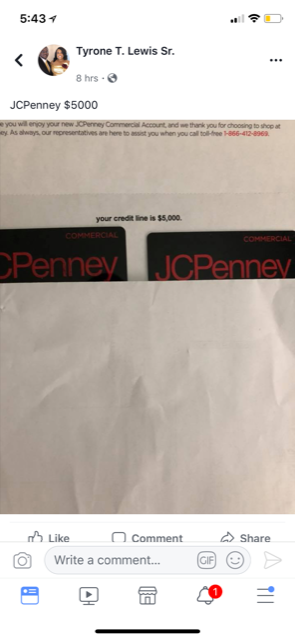 5:43
Tyrone T. Lewis Sr.
8 hrs ·
JCPenney $5000
you will enjoy your new JCPenney Commercial Account, and we thank you for choosing to shop at
As always, our representatives are here to assist you when you call toll-free 1-866-412-8969.
your credit line is $5,000.
COMMERCIAL
COMMERCIAL
CPenney
JCPenney
Like
Comment
Share
Write a comment...
GIF
1